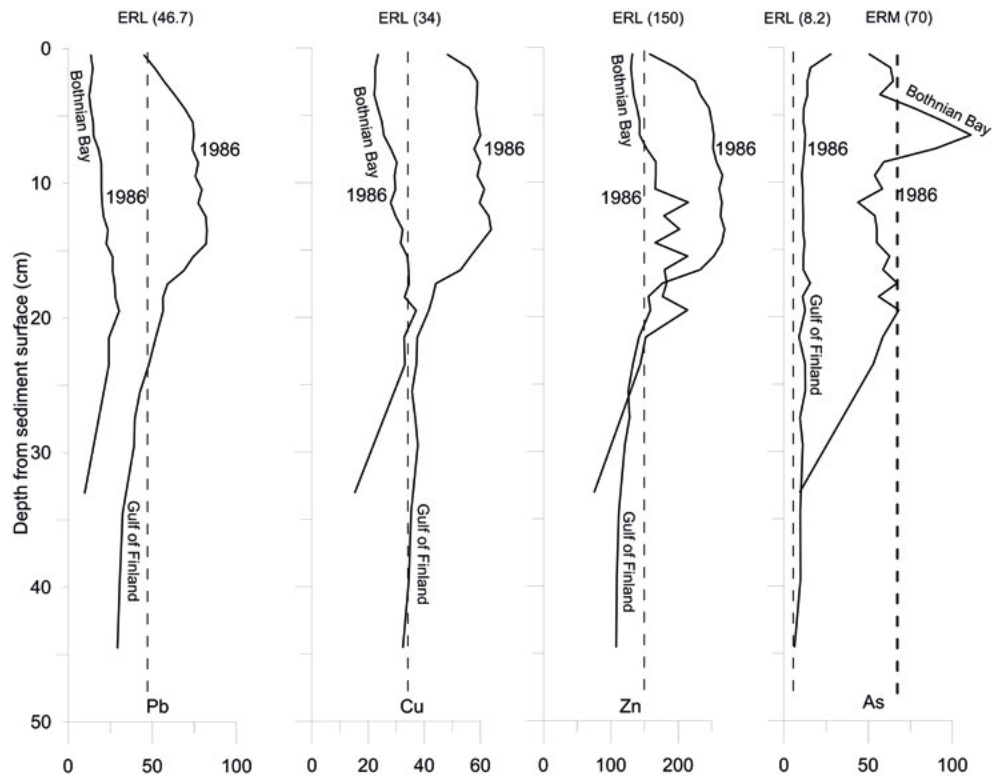 ERL (46.7)
ERL (34)
ERL (150)
ERL (8.2)
ERM (70)
Depth from sediment surface (cm)
0
10
20
30
40
50
Bothnian Bay
1986
1986
Gulf of Finland
Pb
0
50
100
Bothnian Bay
1986
1986
Gulf of Finland
Cu
0
20
40
60
Bothnian Bay
1986
1986
Gulf of Finland
Zn
0
100
200
Bothnian Bay
1986
1986
Gulf of Finland
As
0
50
100